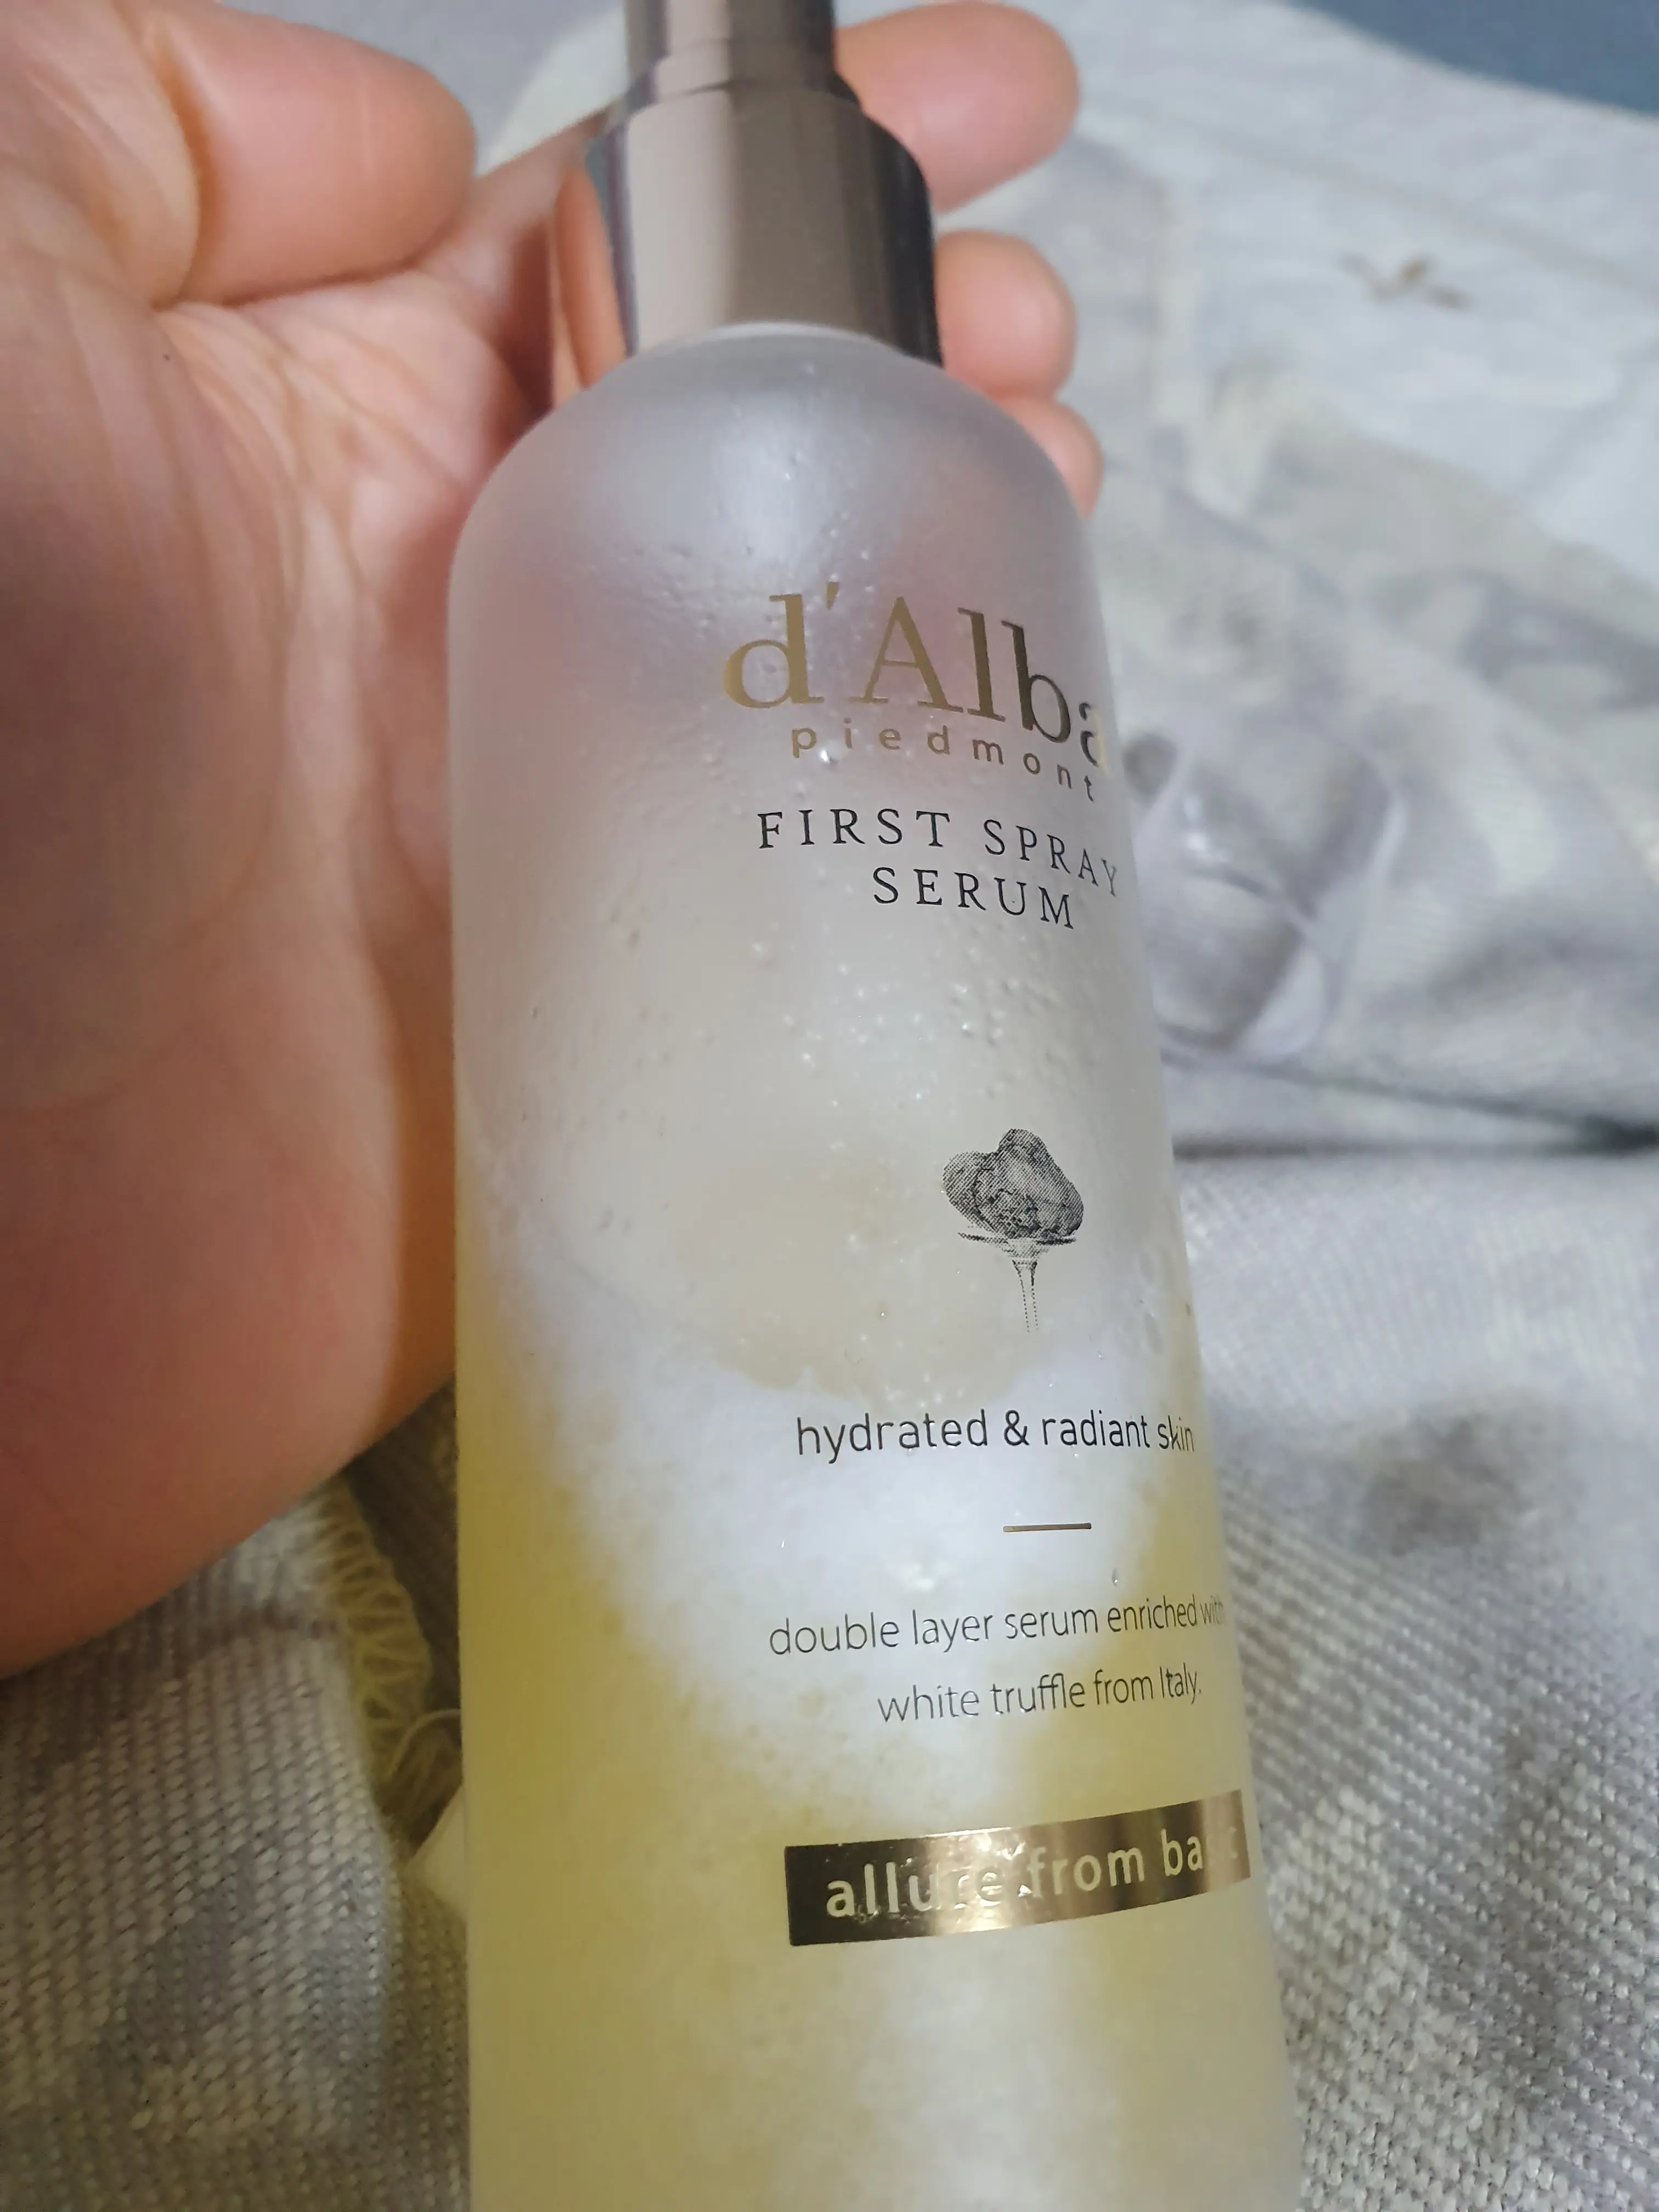 d'Alba
piedmont
FIRST SPRAY
SERUM
hydrated & radiant skin
double layer serum enriched with
white truffle from Italy.
allure from